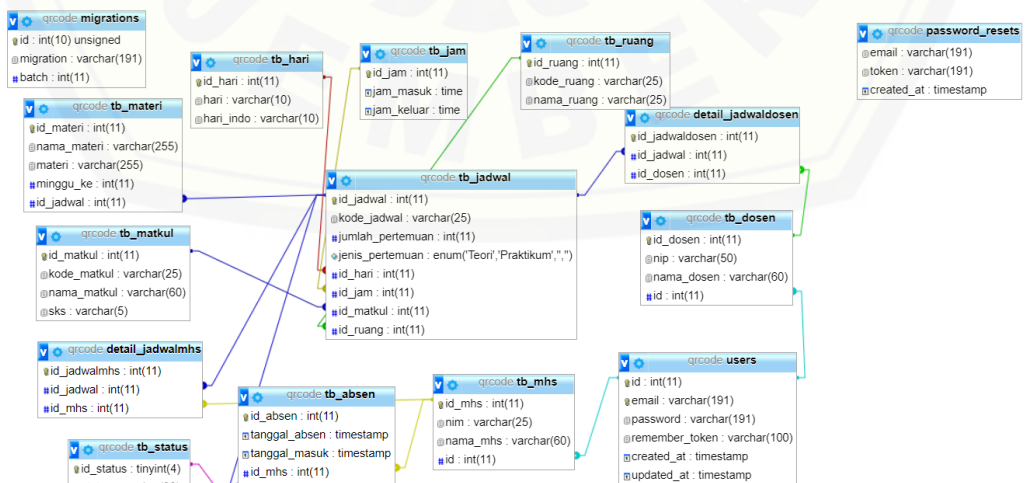 qrcode migrations
id : int(10) unsigned
migration : varchar(191)
batch : int(11)
qrcode tb_hari
id_hari : int(11)
hari : varchar(10)
hari_indo : varchar(10)
qrcode tb_jam
id_jam : int(11)
jam_masuk : time
jam_keluar : time
qrcode tb_ruang
id_ruang : int(11)
kode_ruang : varchar(25)
nama_ruang : varchar(25)
qrcode password_resets
email : varchar(191)
token : varchar(191)
created_at : timestamp
qrcode tb_materi
id_materi : int(11)
nama_materi : varchar(255)
materi : varchar(255)
minggu_ke : int(11)
id_jadwal : int(11)
qrcode detail_jadwaldosen
id_jadwaldosen : int(11)
id_jadwal : int(11)
id_dosen : int(11)
qrcode tb_jadwal
id_jadwal : int(11)
kode_jadwal : varchar(25)
jumlah_pertemuan : int(11)
jenis_pertemuan : enum('Teori','Praktikum','','')
id_hari : int(11)
id_jam : int(11)
id_matkul : int(11)
id_ruang : int(11)
qrcode tb_matkul
id_matkul : int(11)
kode_matkul : varchar(25)
nama_matkul : varchar(60)
sks : varchar(5)
qrcode tb_dosen
id_dosen : int(11)
nip : varchar(50)
nama_dosen : varchar(60)
id : int(11)
qrcode detail_jadwalmhs
id_jadwalmhs : int(11)
id_jadwal : int(11)
id_mhs : int(11)
qrcode tb_absen
id_absen : int(11)
tanggal_absen : timestamp
tanggal_masuk : timestamp
id_mhs : int(11)
qrcode tb_mhs
id_mhs : int(11)
nim : varchar(25)
nama_mhs : varchar(60)
id : int(11)
qrcode users
id : int(11)
email : varchar(191)
password : varchar(191)
remember_token : varchar(100)
created_at : timestamp
updated_at : timestamp
qrcode tb_status
id_status : tinyint(4)